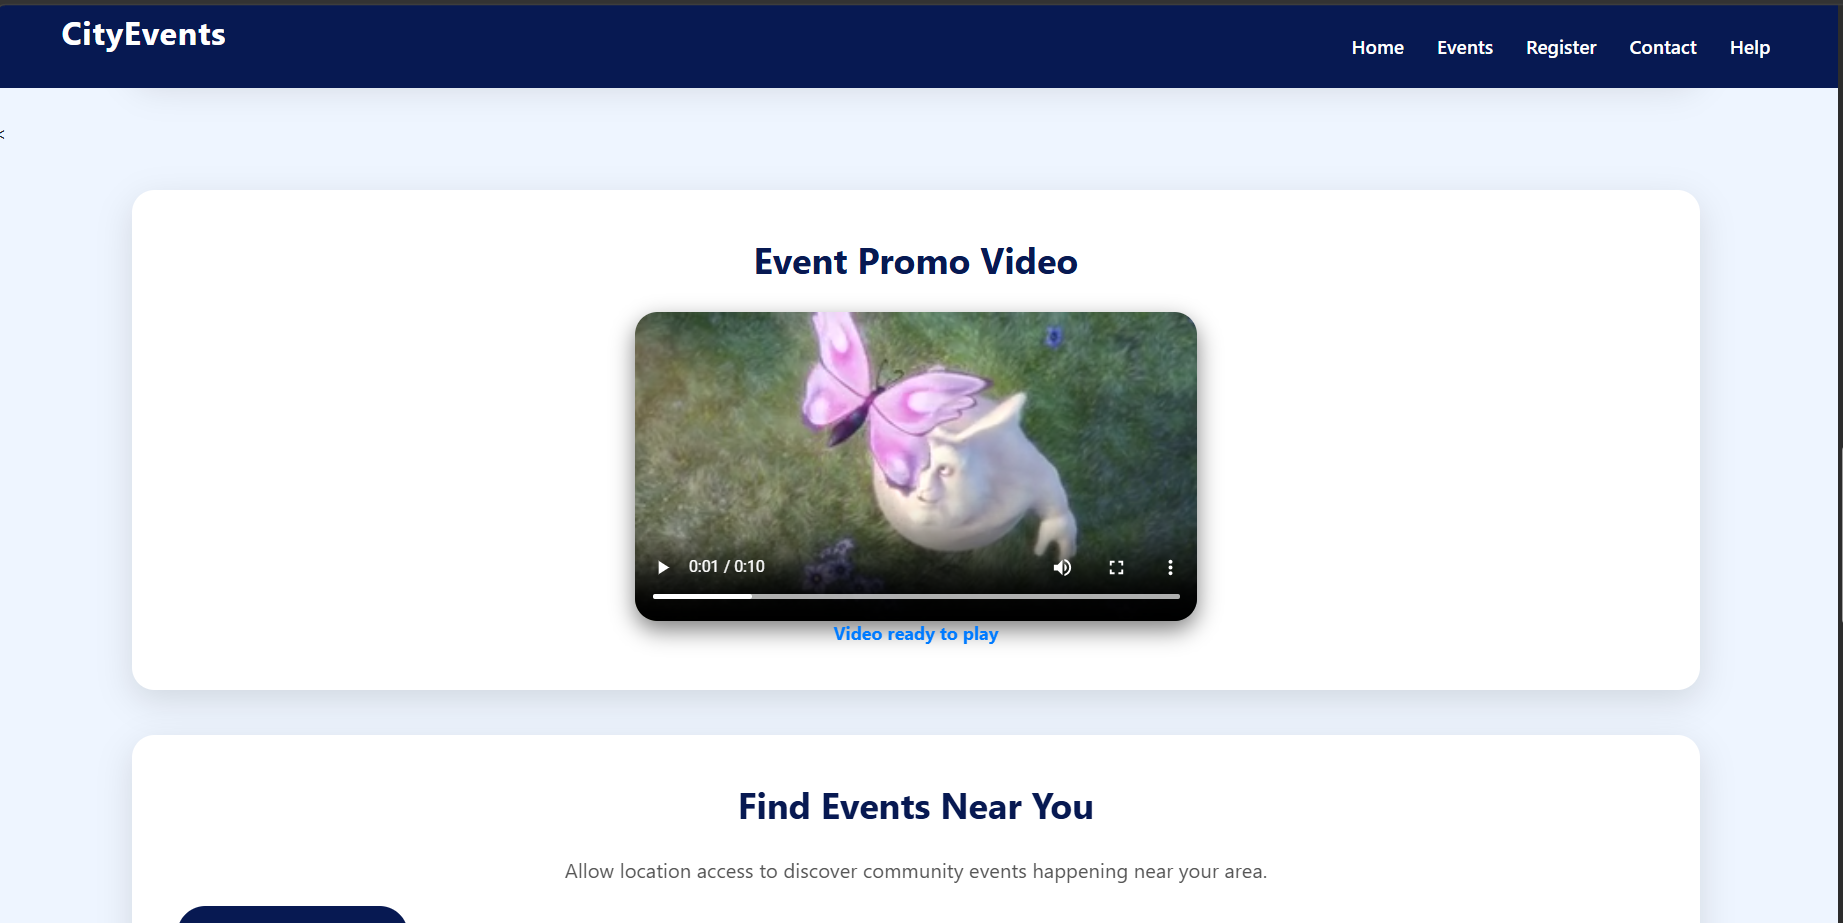 CityEvents
Home Events Register Contact Help
<
Event Promo Video
0:01 / 0:10
Video ready to play
Find Events Near You
Allow location access to discover community events happening near your area.